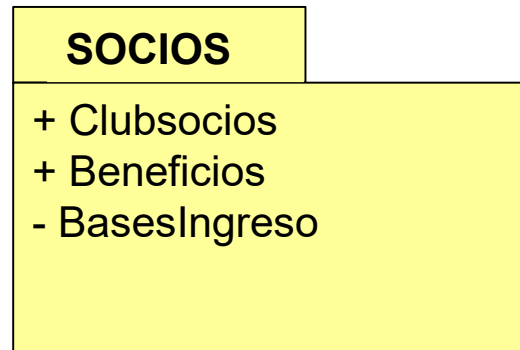 SOCIOS
+ Clubsocios
+ Beneficios
- BasesIngreso